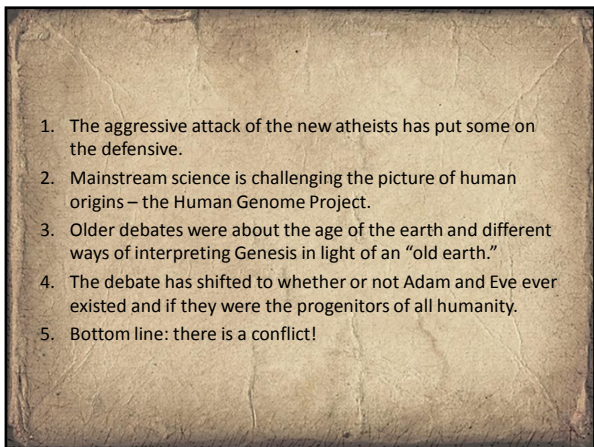 1. The aggressive attack of the new atheists has put some on
the defensive.
2. Mainstream science is challenging the picture of human
origins – the Human Genome Project.
3. Older debates were about the age of the earth and different
ways of interpreting Genesis in light of an “old earth.”
4. The debate has shifted to whether or not Adam and Eve ever
existed and if they were the progenitors of all humanity.
5. Bottom line: there is a conflict!